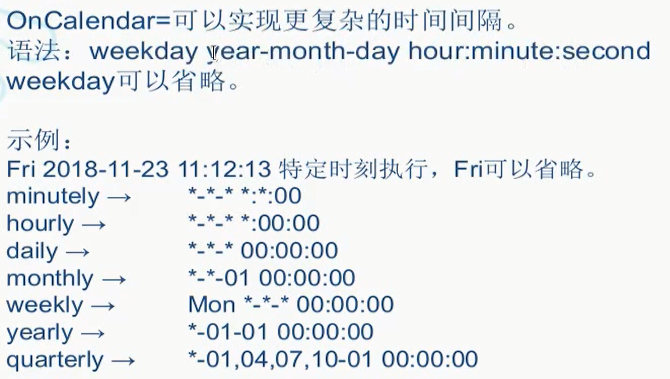 OnCalendar=可以实现更复杂的时间间隔。
语法：weekday year-month-day hour:minute:second
weekday可以省略。
示例：
Fri 2018-11-23 11:12:13 特定时刻执行，Fri可以省略。
minutely → *-*-* *:*:00
hourly → *-*-* *:00:00
daily → *-*-* 00:00:00
monthly → *-*-01 00:00:00
weekly → Mon *-*-* 00:00:00
yearly → *-01-01 00:00:00
quarterly → *-01,04,07,10-01 00:00:00